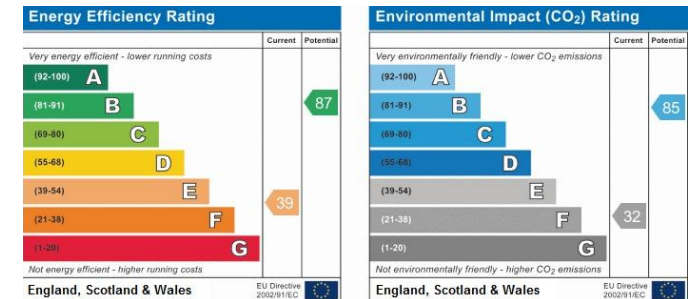 Energy Efficiency Rating
Current Potential
Very energy efficient - lower running costs
(92-100) A
(81-91) B
87
(69-80) C
(55-68) D
(39-54) E
39
(21-38) F
(1-20) G
Not energy efficient - higher running costs
England, Scotland & Wales
EU Directive
2002/91/EC
Environmental Impact (CO₂) Rating
Current Potential
Very environmentally friendly - lower CO₂ emissions
(92-100) A
(81-91) B
85
(69-80) C
(55-68) D
(39-54) E
(21-38) F
32
(1-20) G
Not environmentally friendly - higher CO₂ emissions
England, Scotland & Wales
EU Directive
2002/91/EC